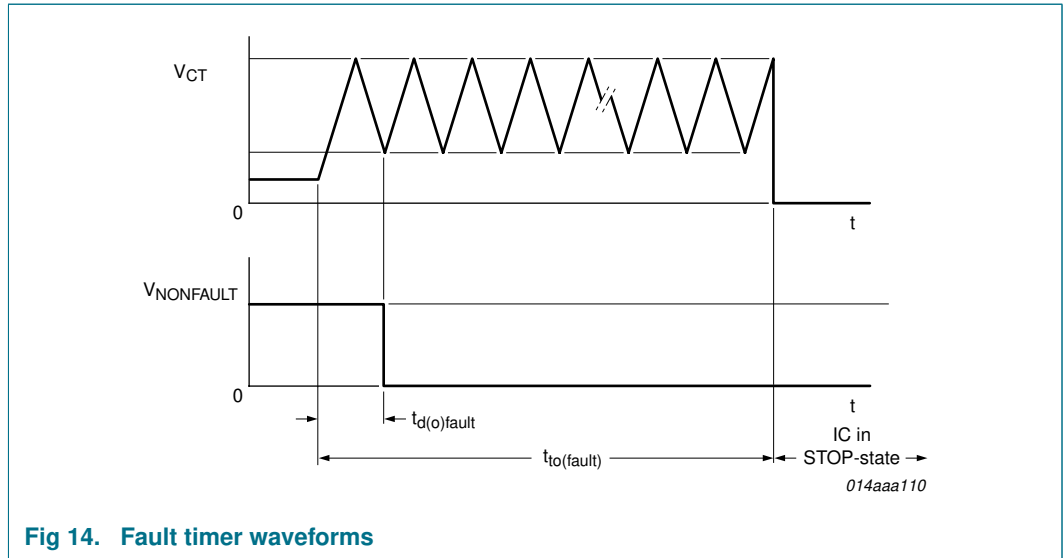 VCT
0
t
VNONFAULT
0
t
td(o)fault
IC in
tto(fault)
STOP-state
014aaa110
Fig 14. Fault timer waveforms